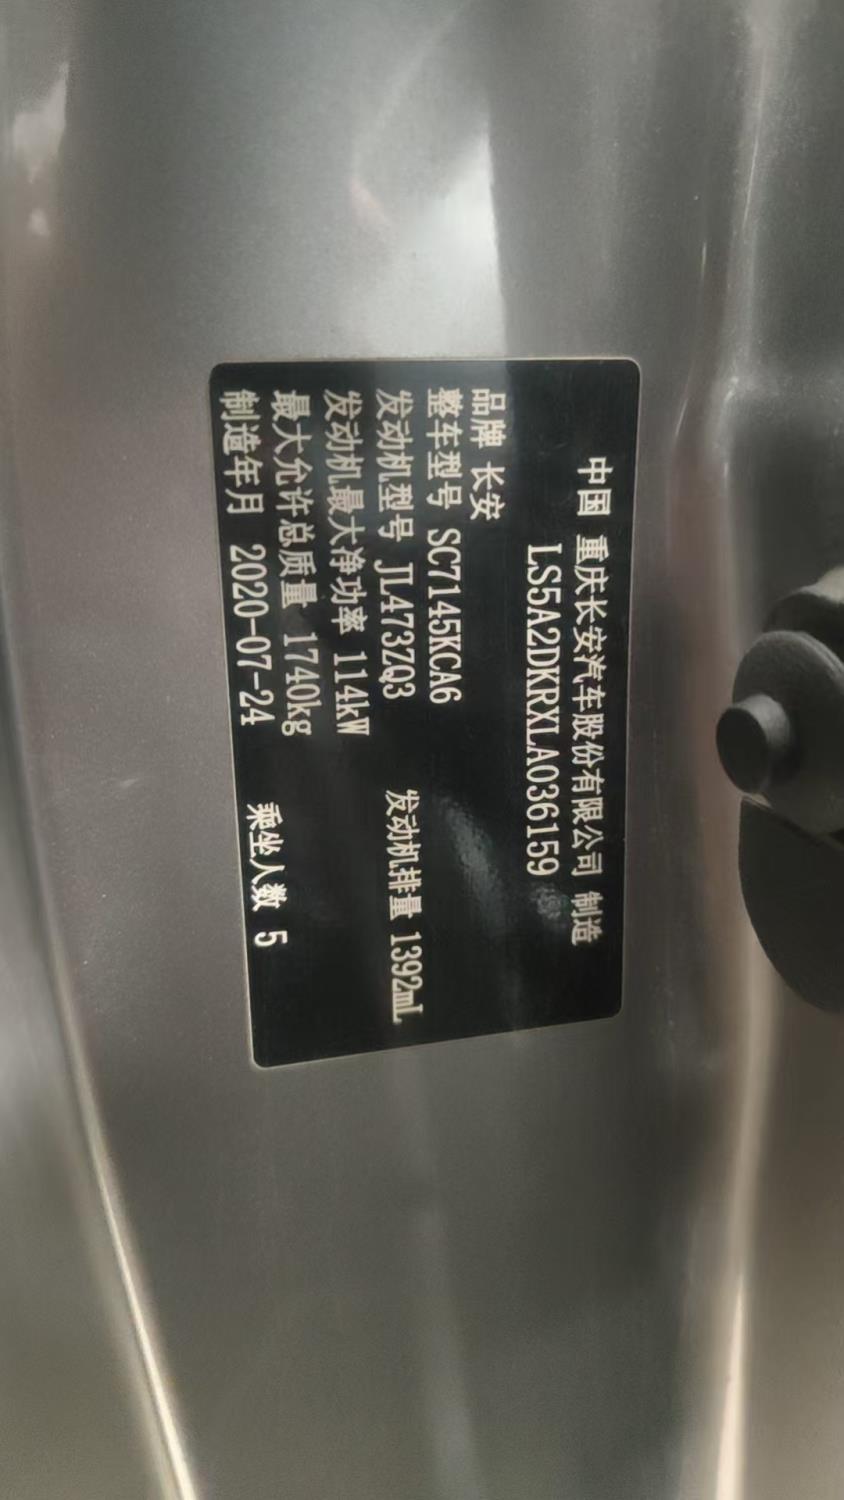 中国 重庆长安汽车股份有限公司 制造
LS5A2DKRXLA036159
品牌 长安
整车型号 SC7145KCA6
发动机型号 JL473ZQ3 发动机排量 1392mL
发动机最大净功率 114kW
最大允许总质量 1740kg
制造年月 2020-07-24 乘坐人数 5